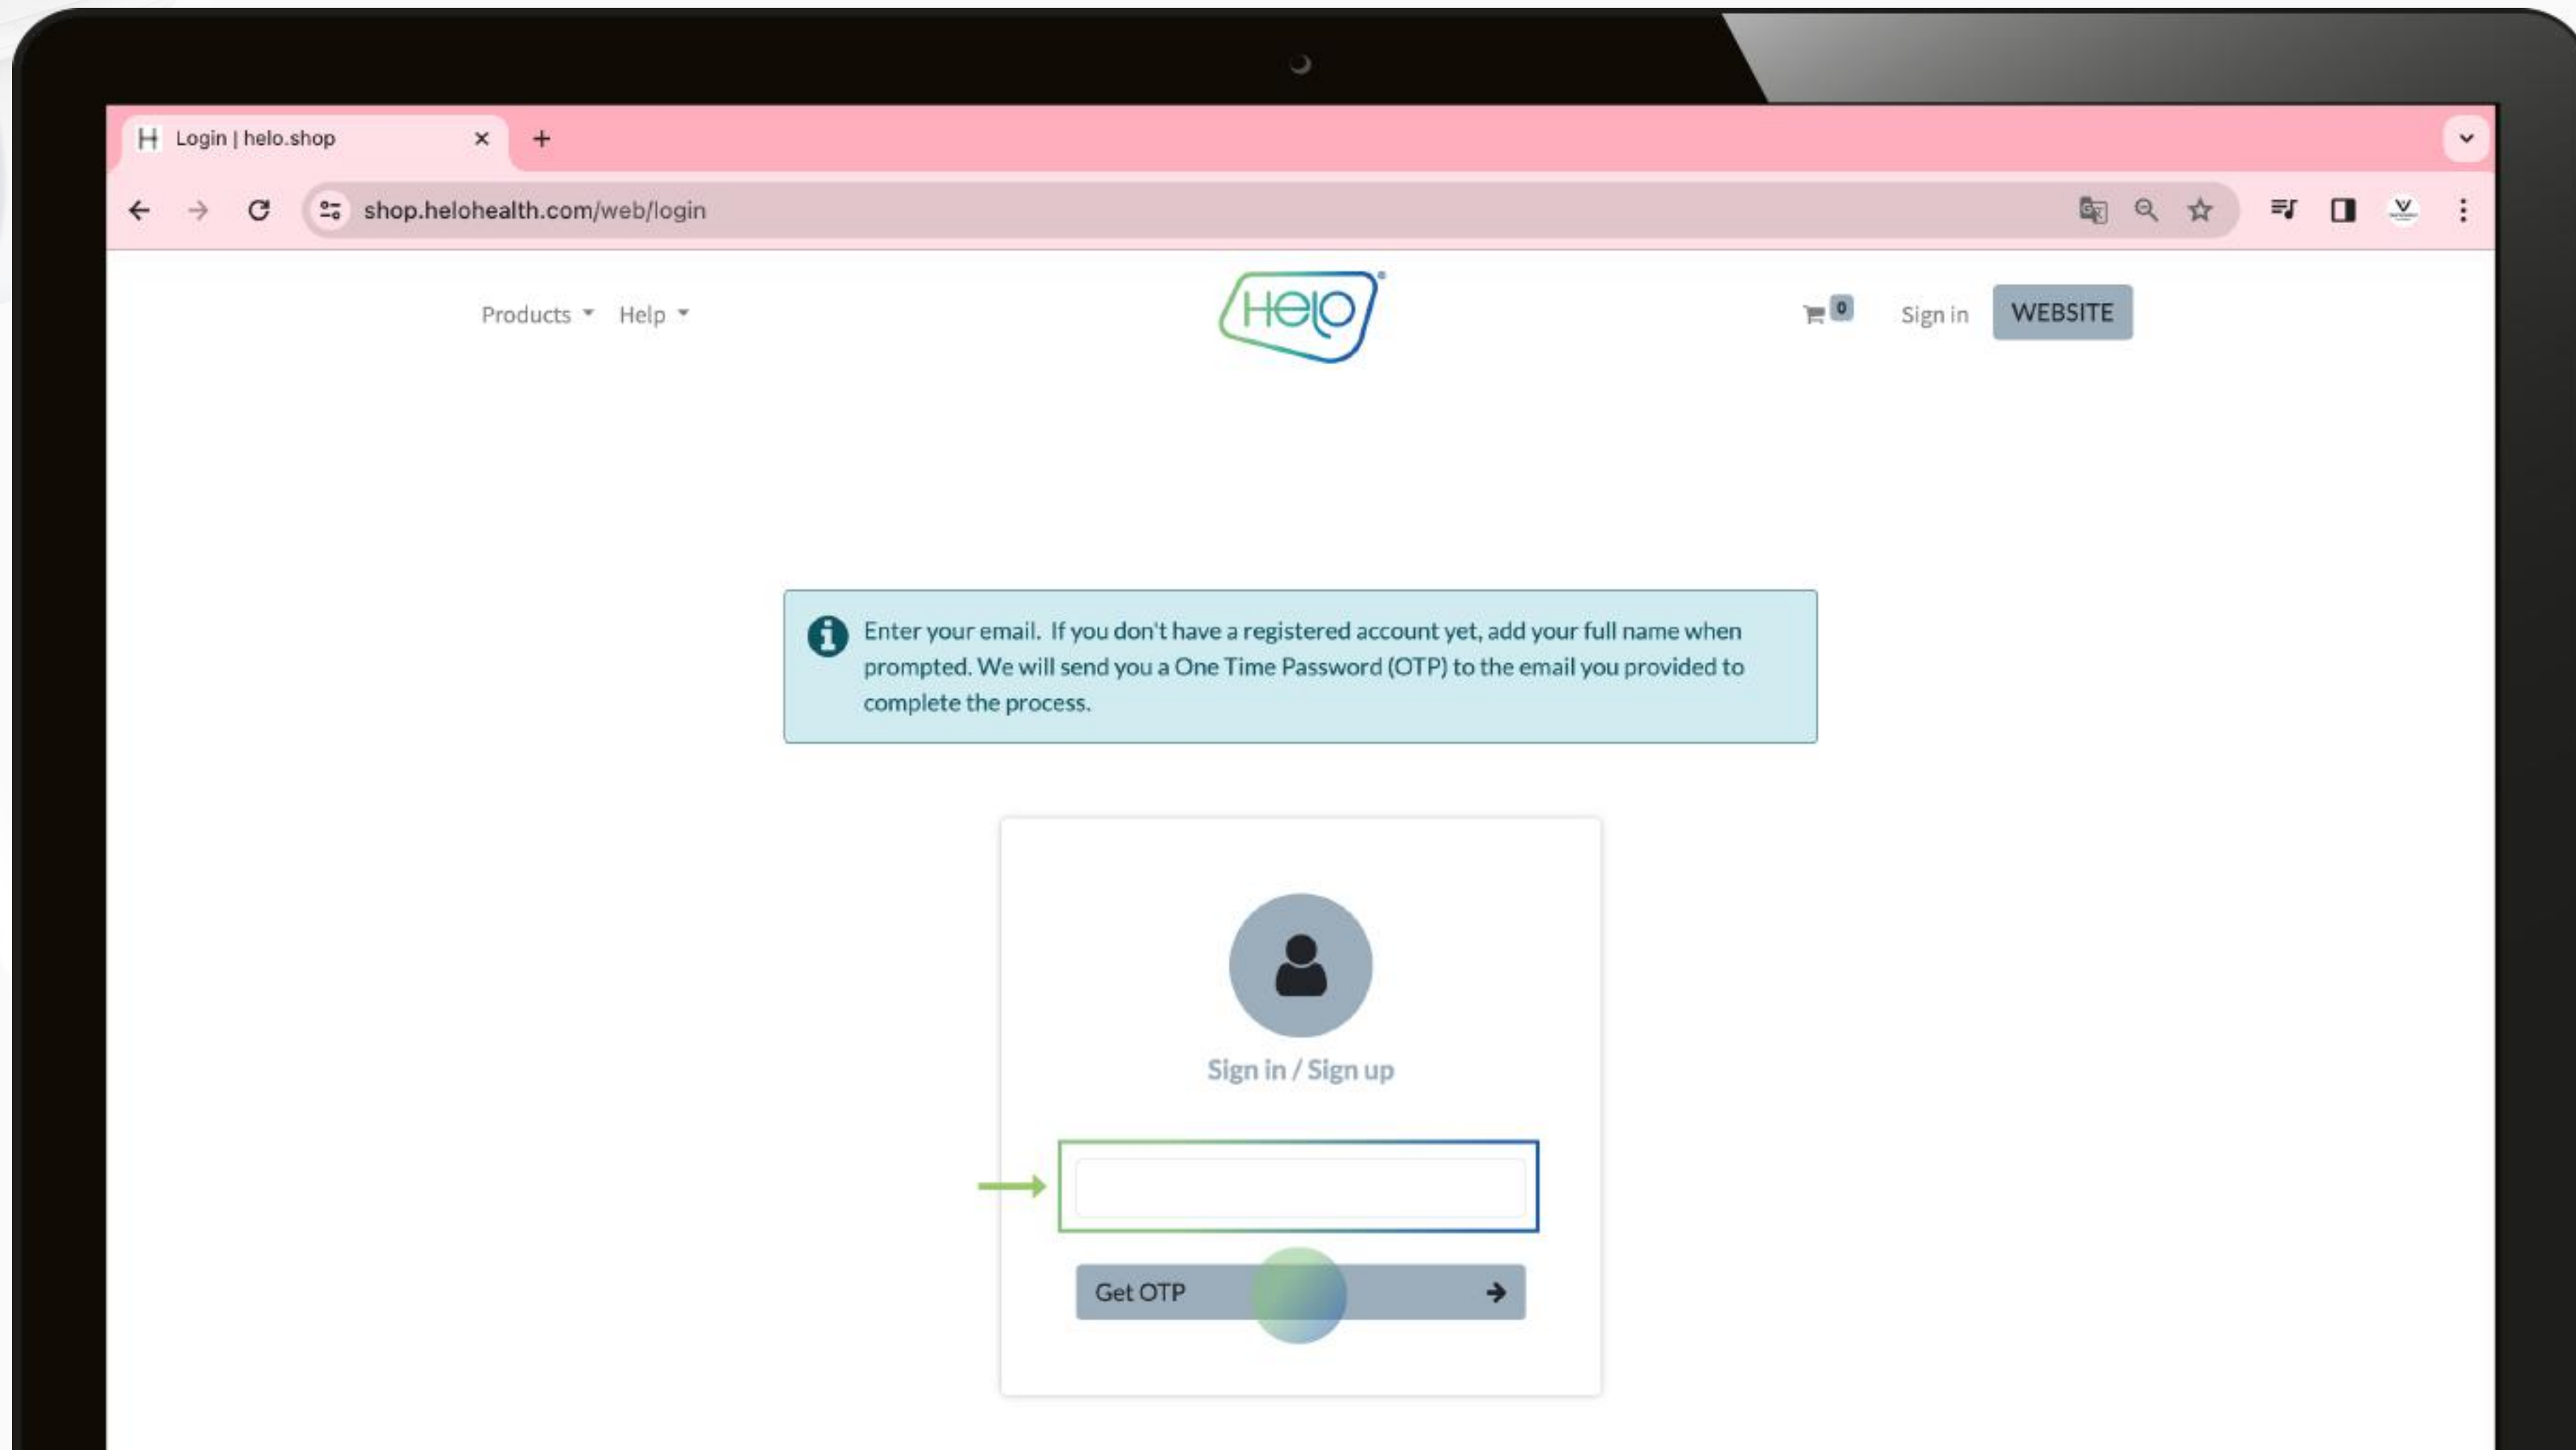 Login | helo.shop
shop.helohealth.com/web/login
Products Help
Helo®
0 Sign in WEBSITE
Enter your email. If you don't have a registered account yet, add your full name when
prompted. We will send you a One Time Password (OTP) to the email you provided to
complete the process.
Sign in / Sign up
Get OTP